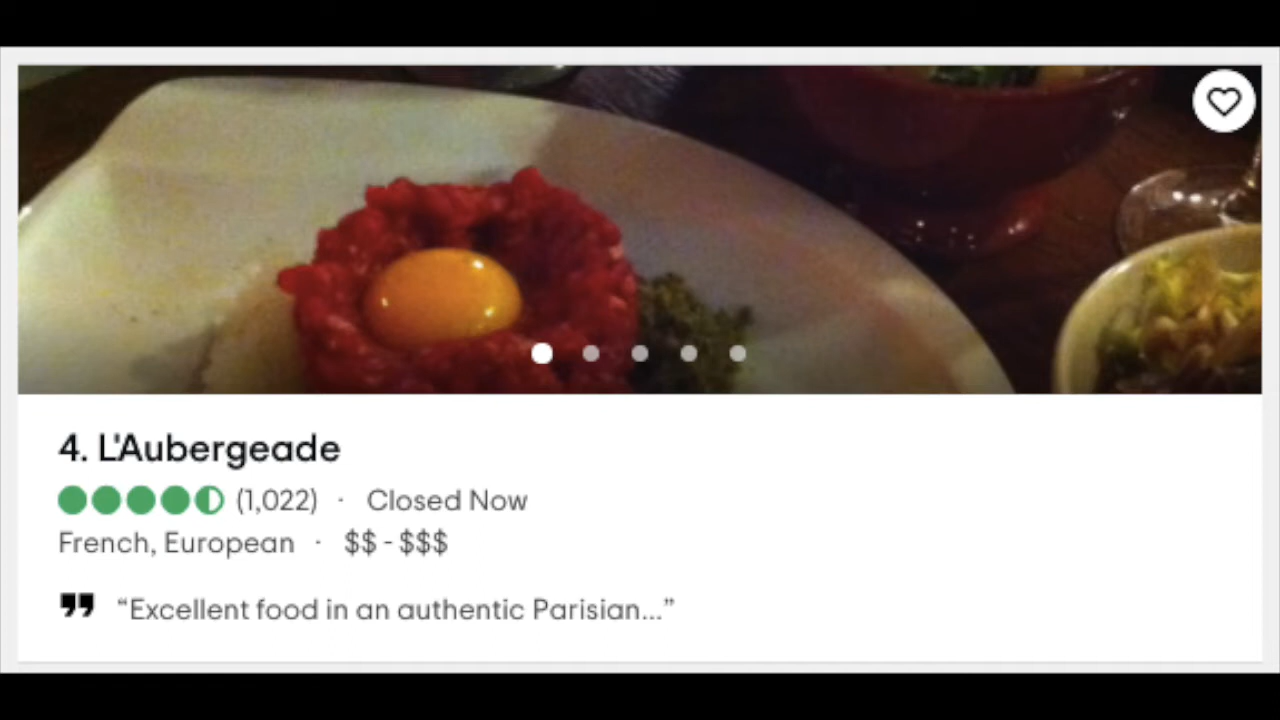 4. L'Aubergeade
(1,022) · Closed Now
French, European · $$ - $$$
“Excellent food in an authentic Parisian...”